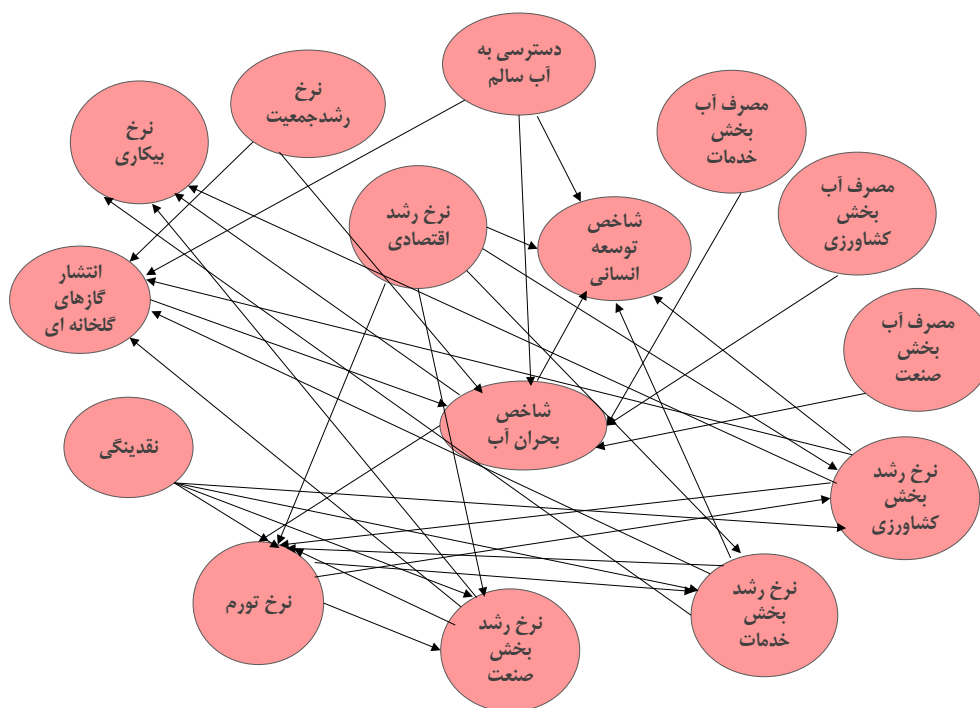 دسترسی به
آب سالم
نرخ
رشدجمعیت
مصرف آب
بخش
خدمات
نرخ
بیکاری
مصرف آب
بخش
کشاورزی
نرخ رشد
اقتصادی
شاخص
توسعه
انسانی
انتشار
گازهای
گلخانه ای
مصرف آب
بخش
صنعت
شاخص
بحران آب
نقدینگی
نرخ رشد
بخش
کشاورزی
نرخ تورم
نرخ رشد
بخش
خدمات
نرخ رشد
بخش
صنعت